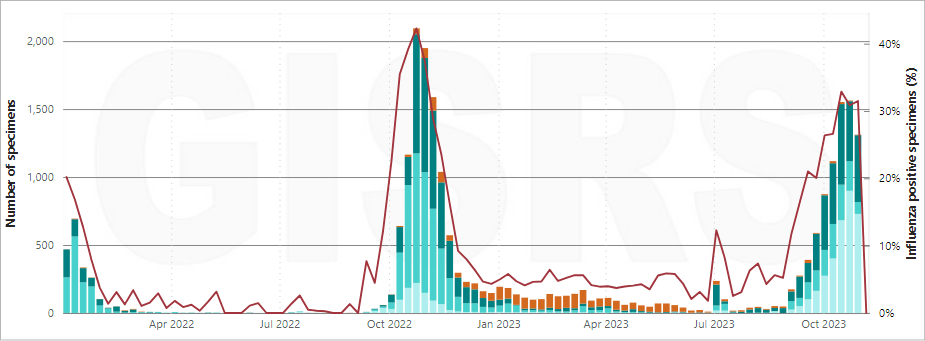 GISRS
2,000
1,500
1,000
500
0
Number of specimens
40%
30%
20%
10%
0%
Influenza positive specimens (%)
Apr 2022
Jul 2022
Oct 2022
Jan 2023
Apr 2023
Jul 2023
Oct 2023